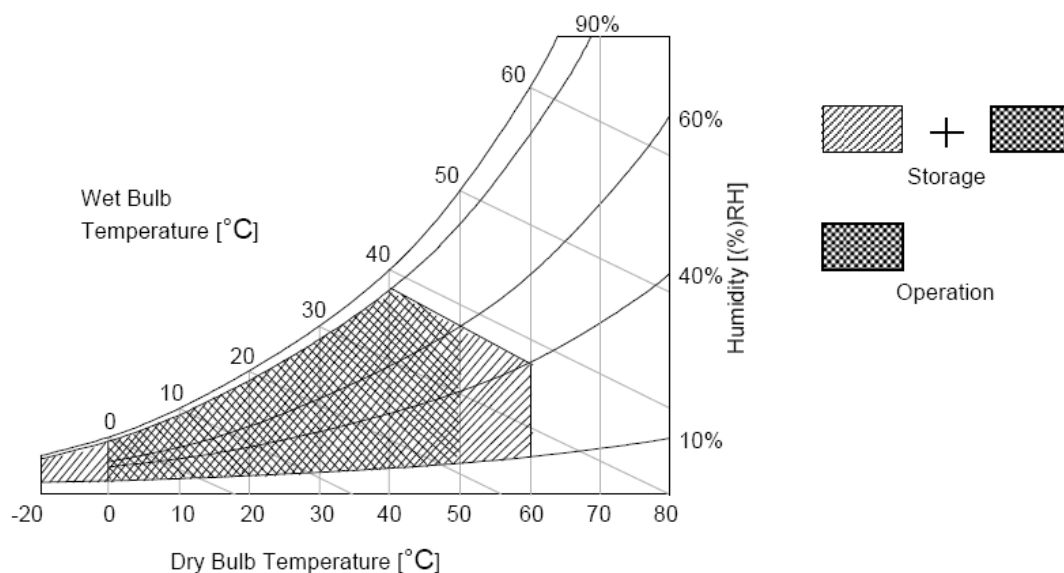 90%
60
60%
50
Wet Bulb
Temperature [°C]
40
30
20
10
0
40%
10%
Humidity [(%)RH]
-20 0 10 20 30 40 50 60 70 80
Dry Bulb Temperature [°C]
+
Storage
Operation